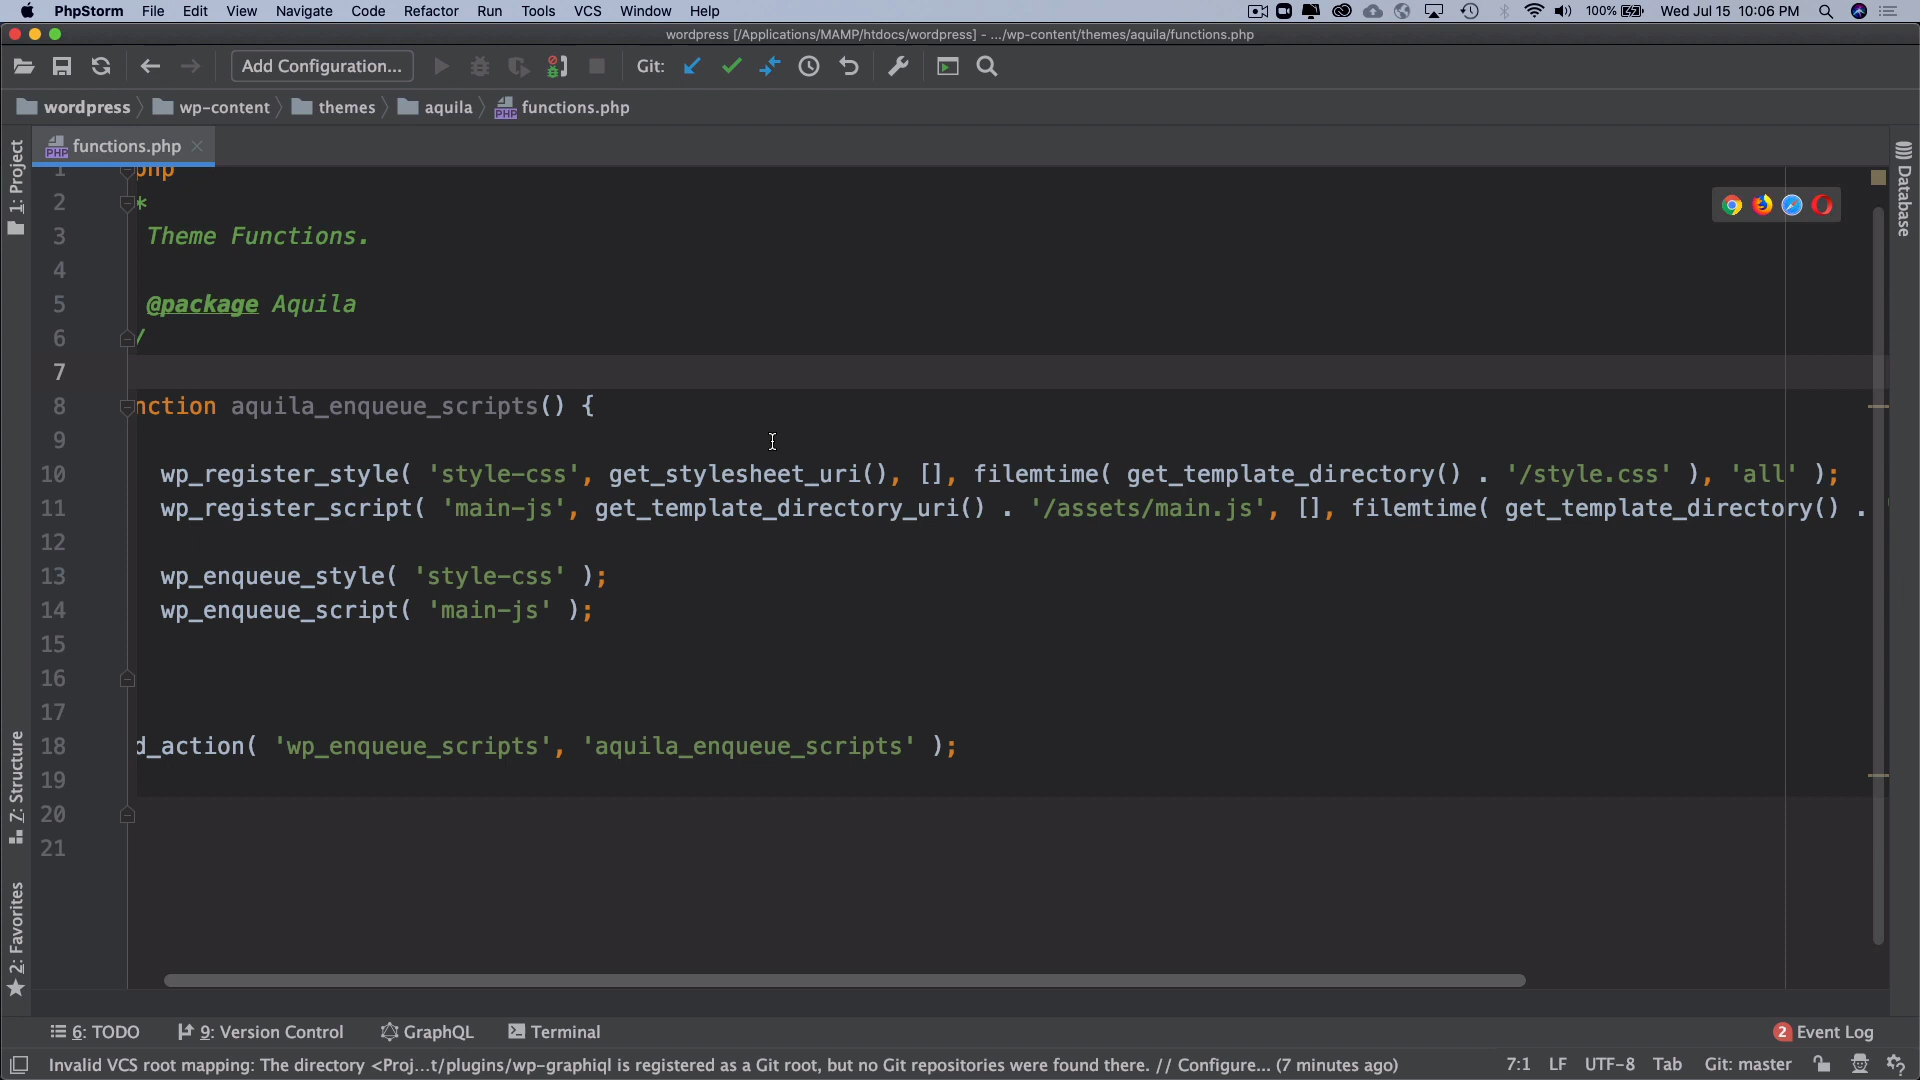 PhpStorm File Edit View Navigate Code Refactor Run Tools VCS Window Help 100% Wed Jul 15 10:06 PM
wordpress [/Applications/MAMP/htdocs/wordpress] - .../wp-content/themes/aquila/functions.php
Add Configuration... Git:
wordpress wp-content themes aquila functions.php
functions.php
1: Project
Database
1 php
2 *
3 Theme Functions.
4
5 @package Aquila
6 /
7
8 nction aquila_enqueue_scripts() {
9
10 wp_register_style( 'style-css', get_stylesheet_uri(), [], filemtime( get_template_directory() . '/style.css' ), 'all' );
11 wp_register_script( 'main-js', get_template_directory_uri() . '/assets/main.js', [], filemtime( get_template_directory() .
12
13 wp_enqueue_style( 'style-css' );
14 wp_enqueue_script( 'main-js' );
15
16
17
18 d_action( 'wp_enqueue_scripts', 'aquila_enqueue_scripts' );
19
20
21
Z: Structure
2: Favorites
6: TODO 9: Version Control GraphQL Terminal 2 Event Log
Invalid VCS root mapping: The directory <Proj...t/plugins/wp-graphiql is registered as a Git root, but no Git repositories were found there. // Configure... (7 minutes ago) 7:1 LF UTF-8 Tab Git: master